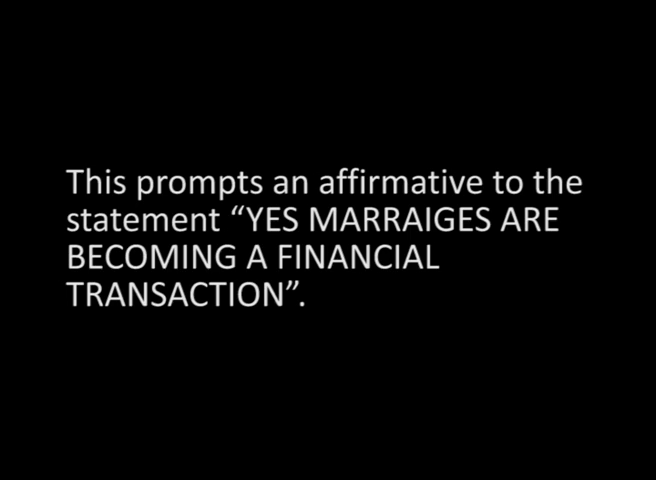 This prompts an affirmative to the
statement “YES MARRAIGES ARE
BECOMING A FINANCIAL
TRANSACTION”.